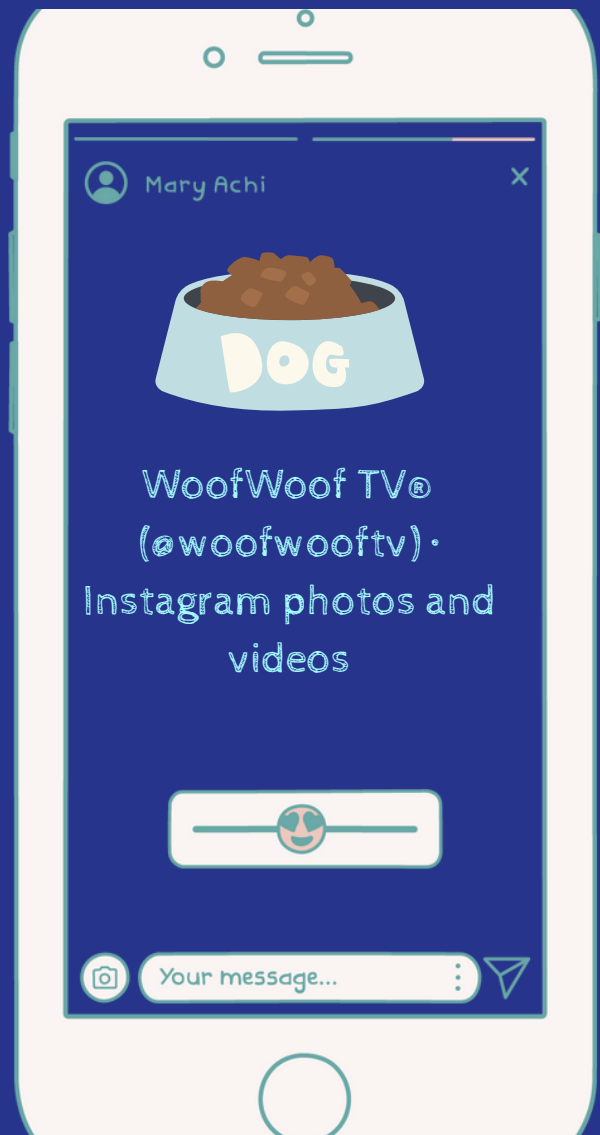 Mary Achi
DOG
WoofWoof TV®
(@woofwooftv) •
Instagram photos and
videos
Your message...